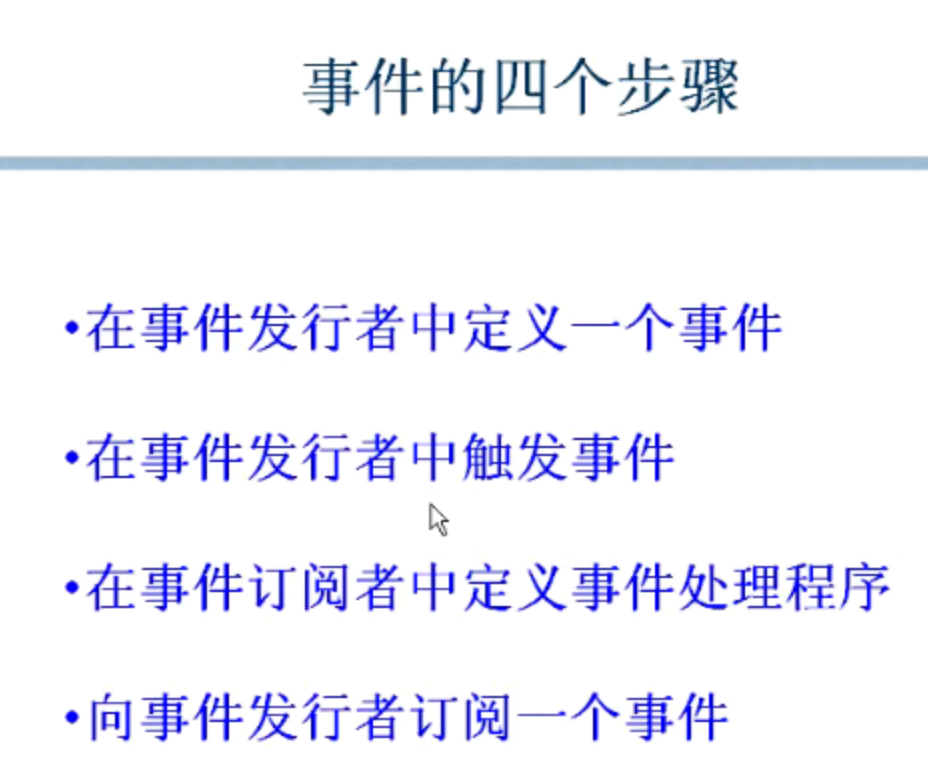 事件的四个步骤
•在事件发行者中定义一个事件
•在事件发行者中触发事件
•在事件订阅者中定义事件处理程序
•向事件发行者订阅一个事件